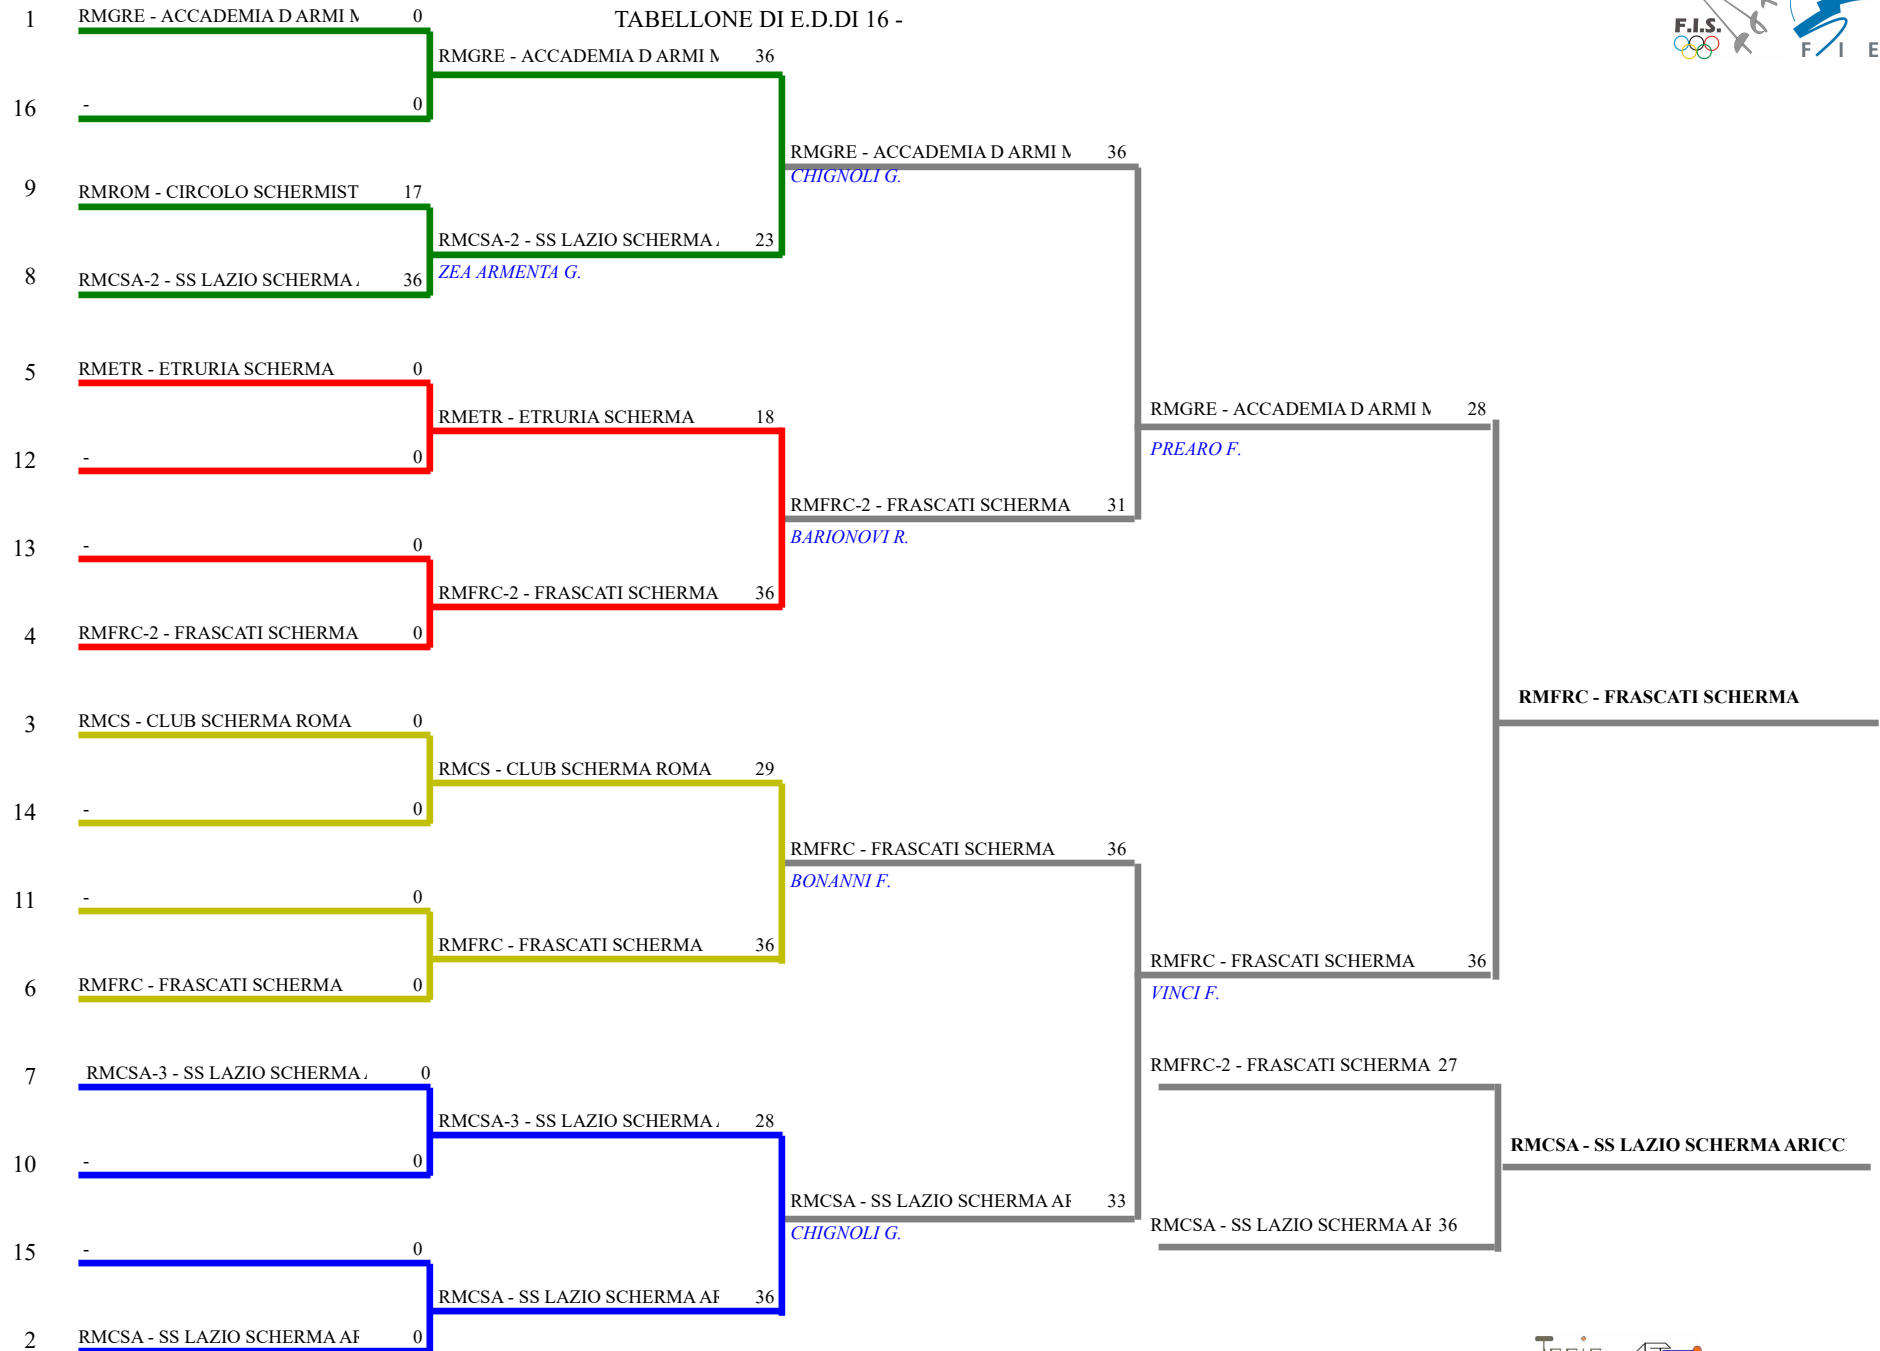 TABELLONE DI E.D.DI 16 -
F.I.S.
F I E
1 RMGRE - ACCADEMIA D ARMI M 0
RMGRE - ACCADEMIA D ARMI M 36
16 - 0
RMGRE - ACCADEMIA D ARMI M 36
CHIGNOLI G.
9 RMROM - CIRCOLO SCHERMIST 17
RMCSA-2 - SS LAZIO SCHERMA 23
ZEA ARMENTA G.
8 RMCSA-2 - SS LAZIO SCHERMA 36
5 RMETR - ETRURIA SCHERMA 0
RMETR - ETRURIA SCHERMA 18
RMGRE - ACCADEMIA D ARMI M 28
PREARO F.
12 - 0
RMFRC-2 - FRASCATI SCHERMA 31
BARIONOVI R.
13 - 0
RMFRC-2 - FRASCATI SCHERMA 36
4 RMFRC-2 - FRASCATI SCHERMA 0
RMFRC - FRASCATI SCHERMA
3 RMCS - CLUB SCHERMA ROMA 0
RMCS - CLUB SCHERMA ROMA 29
14 - 0
RMFRC - FRASCATI SCHERMA 36
BONANNI F.
11 - 0
RMFRC - FRASCATI SCHERMA 36
RMFRC - FRASCATI SCHERMA 36
VINCI F.
6 RMFRC - FRASCATI SCHERMA 0
RMFRC-2 - FRASCATI SCHERMA 27
7 RMCSA-3 - SS LAZIO SCHERMA 0
RMCSA-3 - SS LAZIO SCHERMA 28
RMCSA - SS LAZIO SCHERMA ARICC
10 - 0
RMCSA - SS LAZIO SCHERMA AR 33
CHIGNOLI G.
RMCSA - SS LAZIO SCHERMA AR 36
15 - 0
RMCSA - SS LAZIO SCHERMA AR 36
2 RMCSA - SS LAZIO SCHERMA AR 0